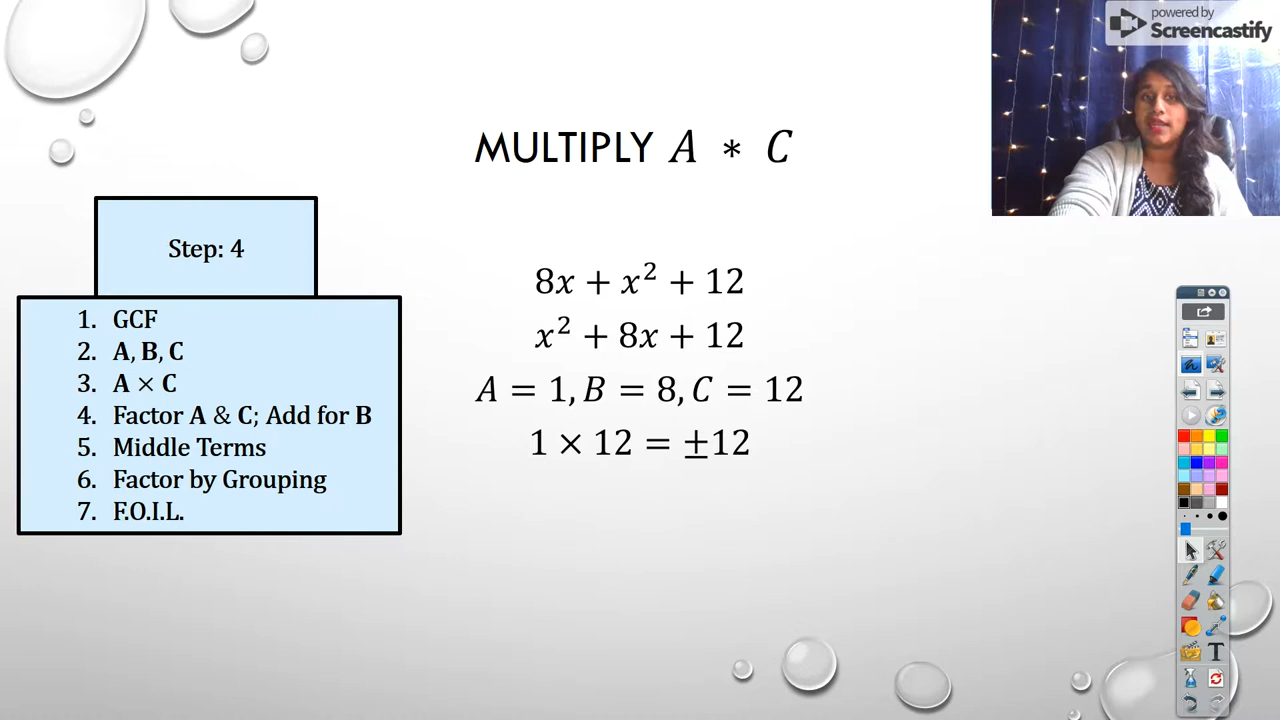 powered by
Screencastify
MULTIPLY A * C
Step: 4
1. GCF
2. A, B, C
3. A × C
4. Factor A & C; Add for B
5. Middle Terms
6. Factor by Grouping
7. F.O.I.L.
8x + x² + 12
x² + 8x + 12
A = 1, B = 8, C = 12
1 × 12 = ±12
T